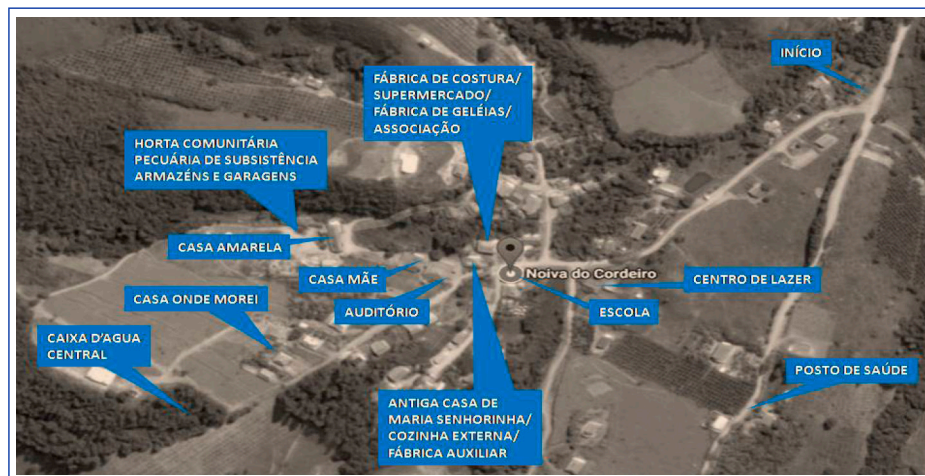 INÍCIO
FÁBRICA DE COSTURA/
SUPERMERCADO/
FÁBRICA DE GELÉIAS/
ASSOCIAÇÃO
HORTA COMUNITÁRIA
PECUÁRIA DE SUBSISTÊNCIA
ARMAZÉNS E GARAGENS
CASA AMARELA
CASA MÃE
Noiva do Cordeiro
CENTRO DE LAZER
CASA ONDE MOREI
AUDITÓRIO
ESCOLA
CAIXA D'AGUA
CENTRAL
POSTO DE SAÚDE
ANTIGA CASA DE
MARIA SENHORINHA/
COZINHA EXTERNA/
FÁBRICA AUXILIAR